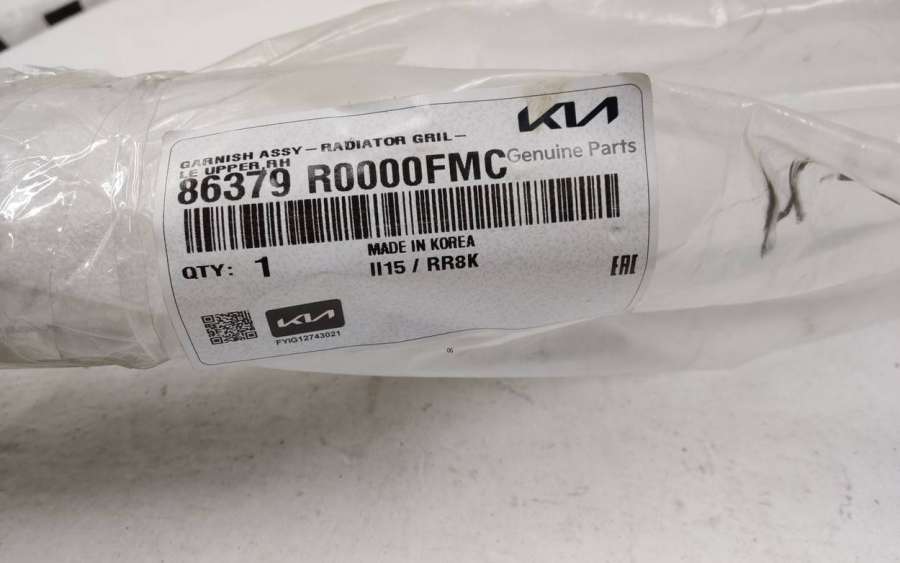 KIA
Genuine Parts
GARNISH ASSY-RADIATOR GRIL-
LE UPPER,RH
86379 R0000FMC
MADE IN KOREA
QTY: 1
II15 / RR8K
EAC
KIA
FYIG12743021